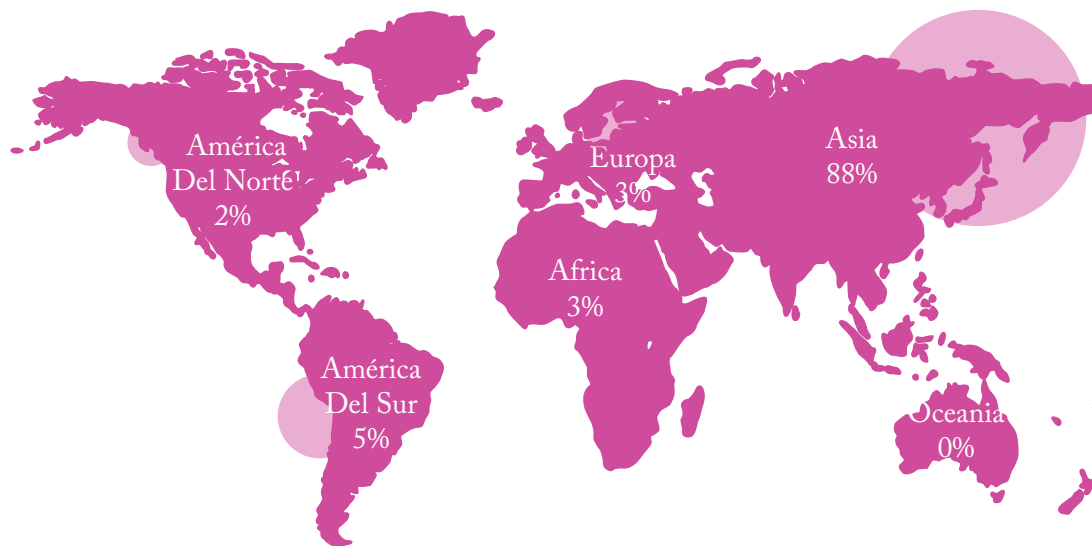 América
Del Norte
2%
Europa
3%
Asia
88%
Africa
3%
América
Del Sur
5%
Oceania
0%